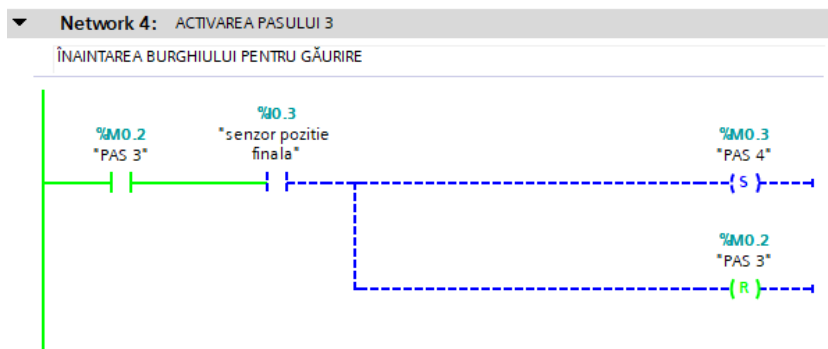 Network 4: ACTIVAREA PASULUI 3
ÎNAINTAREA BURGHIULUI PENTRU GĂURIRE
%I0.3
%M0.2 "senzor pozitie %M0.3
"PAS 3" finala" "PAS 4"
S
%M0.2
"PAS 3"
R